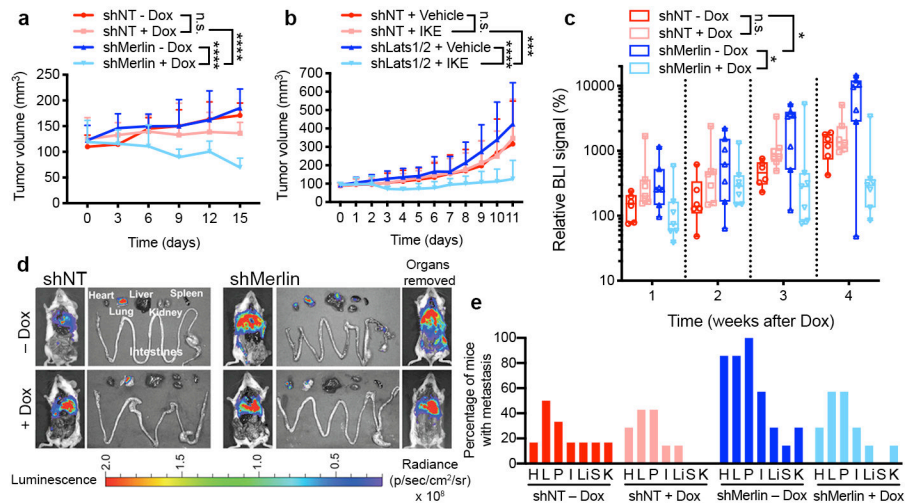 a
shNT - Dox
shNT + Dox
shMerlin - Dox
shMerlin + Dox
n.s.
****
****
Tumor volume (mm³)
250
200
150
100
50
0
0 3 6 9 12 15
Time (days)
b
shNT + Vehicle
shNT + IKE
shLats1/2 + Vehicle
shLats1/2 + IKE
n.s.
****
***
Tumor volume (mm³)
700
600
500
400
300
200
100
0
0 1 2 3 4 5 6 7 8 9 10 11
Time (days)
c
shNT - Dox
shNT + Dox
shMerlin - Dox
shMerlin + Dox
n.s.
*
*
Relative BLI signal (%)
10000
1000
100
10
1 2 3 4
Time (weeks after Dox)
d
shNT
shMerlin
Organs
removed
Heart Liver Spleen
Lung Kidney
Intestines
– Dox
+ Dox
Luminescence
2.0 1.5 1.0 0.5
Radiance
(p/sec/cm²/sr)
x 10⁸
e
Percentage of mice
with metastasis
100
80
60
40
20
0
H L P I LiS K H L P I LiS K H L P I LiS K H L P I LiS K
shNT – Dox shNT + Dox shMerlin – Dox shMerlin + Dox